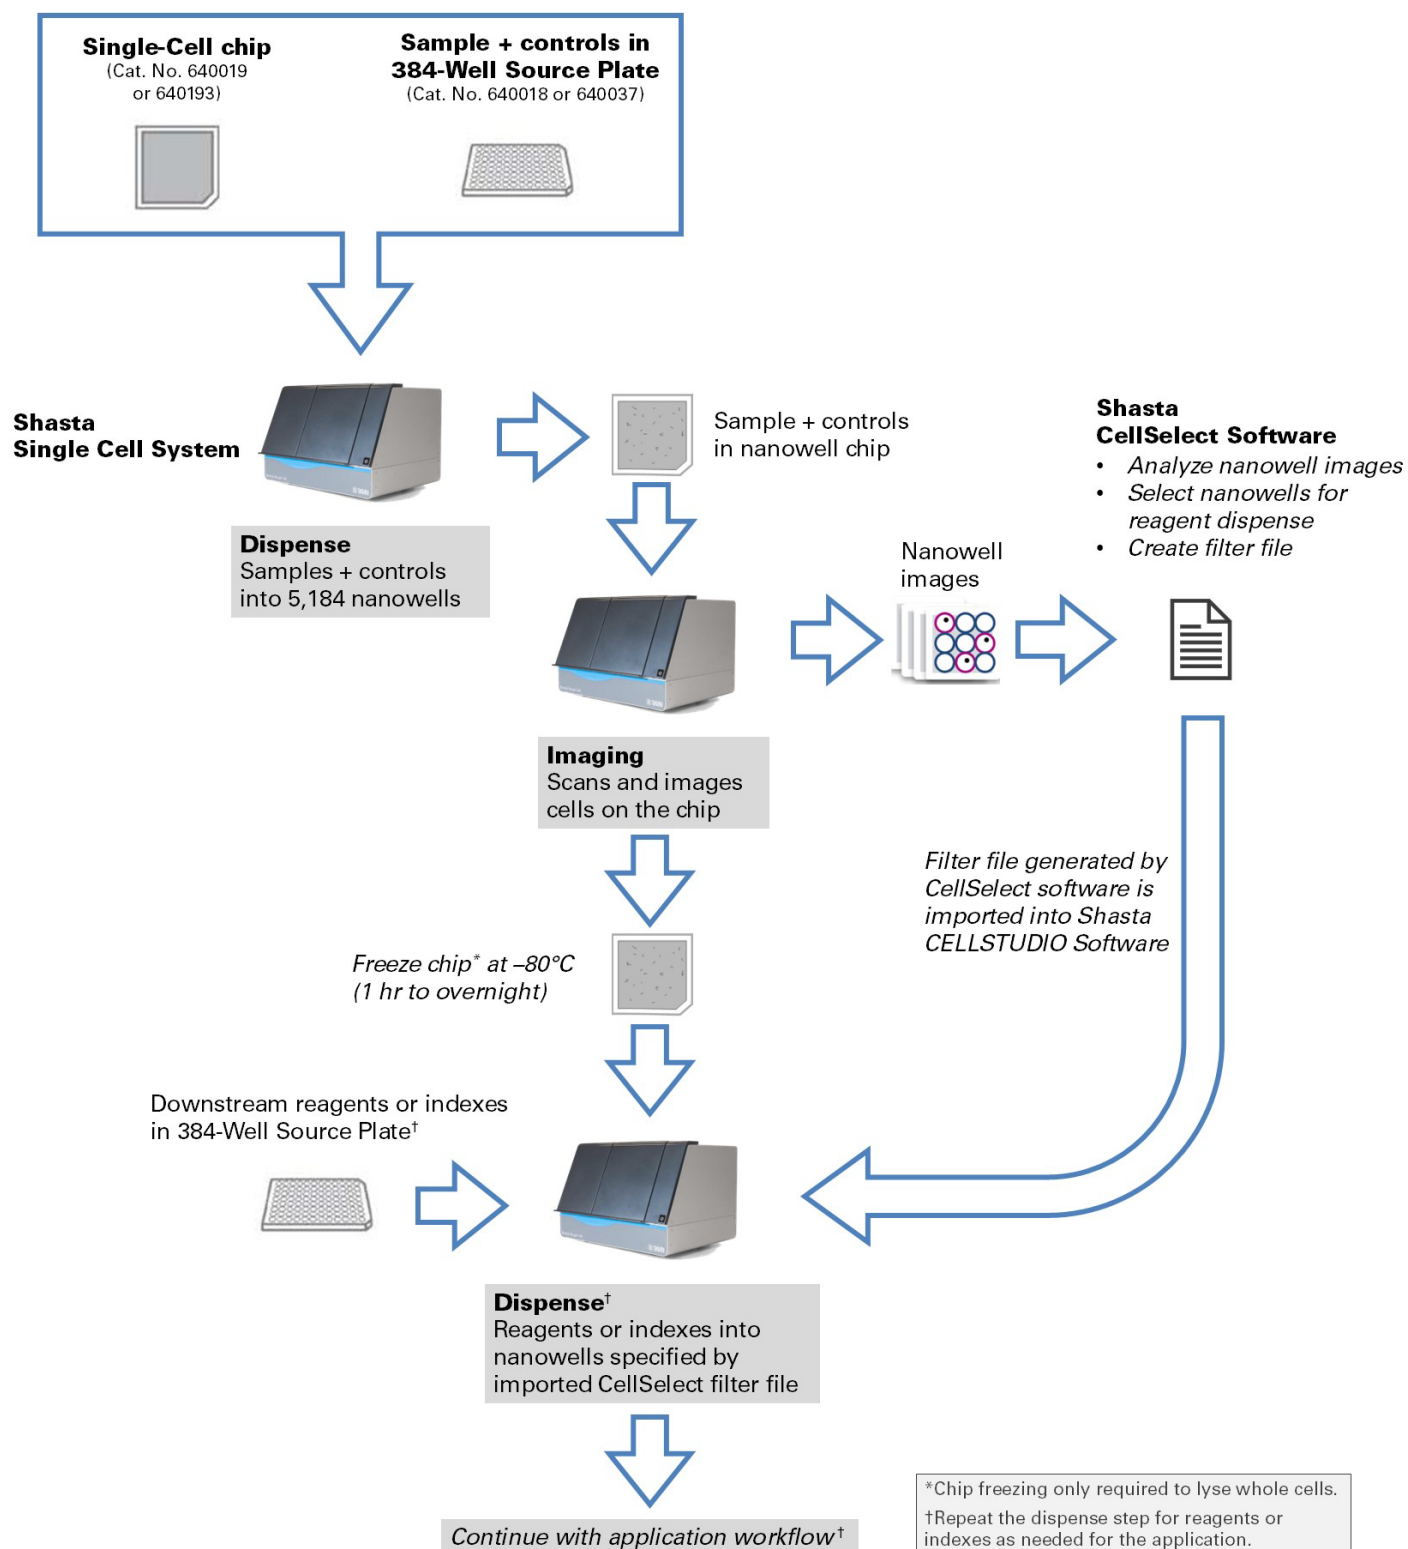 Single-Cell chip
(Cat. No. 640019
or 640193)
Sample + controls in
384-Well Source Plate
(Cat. No. 640018 or 640037)
Shasta
Single Cell System
Sample + controls
in nanowell chip
Shasta
CellSelect Software
• Analyze nanowell images
• Select nanowells for
reagent dispense
• Create filter file
Dispense
Samples + controls
into 5,184 nanowells
Nanowell
images
Imaging
Scans and images
cells on the chip
Filter file generated by
CellSelect software is
imported into Shasta
CELLSTUDIO Software
Freeze chip* at –80°C
(1 hr to overnight)
Downstream reagents or indexes
in 384-Well Source Plate†
Dispense†
Reagents or indexes into
nanowells specified by
imported CellSelect filter file
Continue with application workflow†
*Chip freezing only required to lyse whole cells.
†Repeat the dispense step for reagents or
indexes as needed for the application.